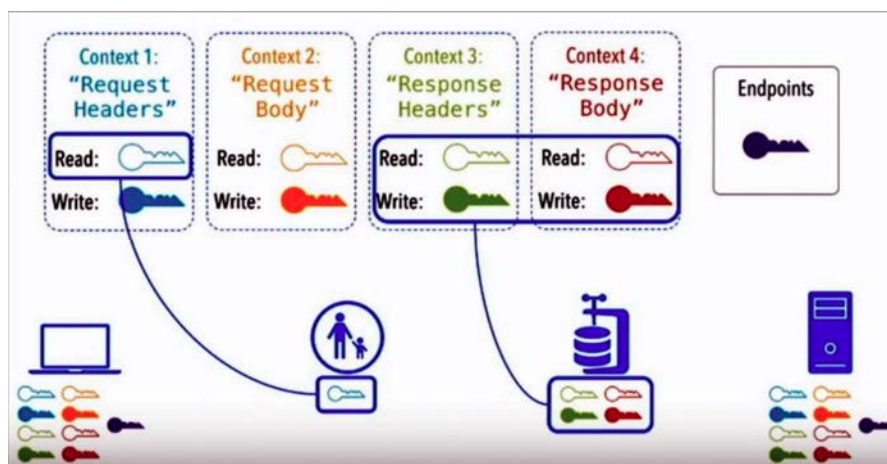 Context 1:
"Request
Headers"
Read:
Write:
Context 2:
"Request
Body"
Read:
Write:
Context 3:
"Response
Headers"
Read:
Write:
Context 4:
"Response
Body"
Read:
Write:
Endpoints